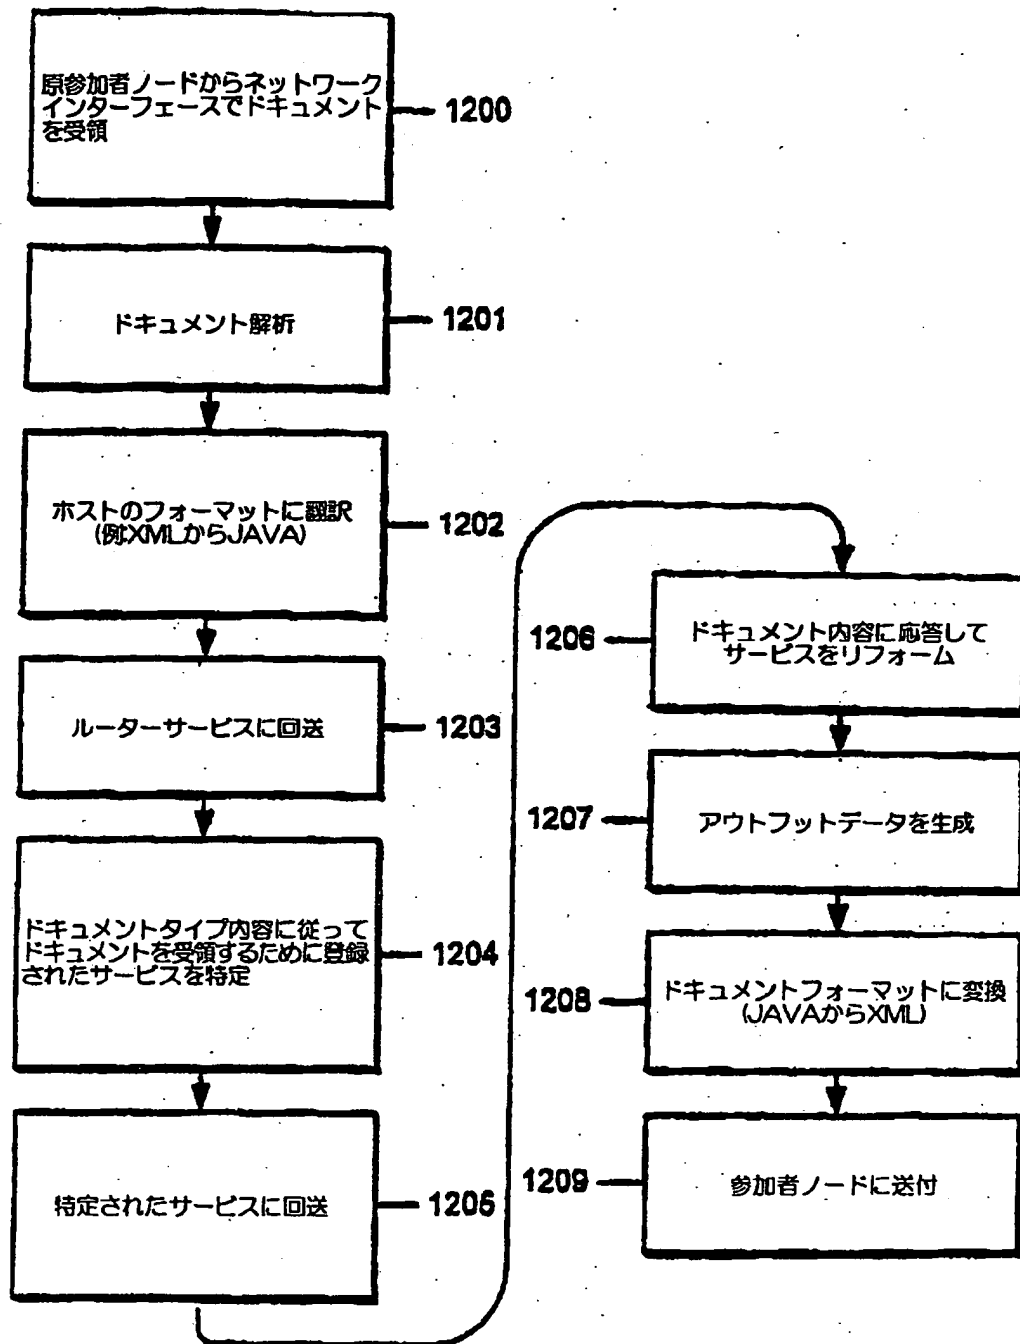 原参加者ノードからネットワーク
インターフェースでドキュメント
を受領
1200
ドキュメント解析
1201
ホストのフォーマットに翻訳
(例:XMLからJAVA)
1202
ルーターサービスに回送
1203
ドキュメントタイプ内容に従って
ドキュメントを受領するために登録
されたサービスを特定
1204
特定されたサービスに回送
1205
1206
ドキュメント内容に応答して
サービスをリフォーム
1207
アウトフットデータを生成
1208
ドキュメントフォーマットに変換
(JAVAからXML)
1209
参加者ノードに送付